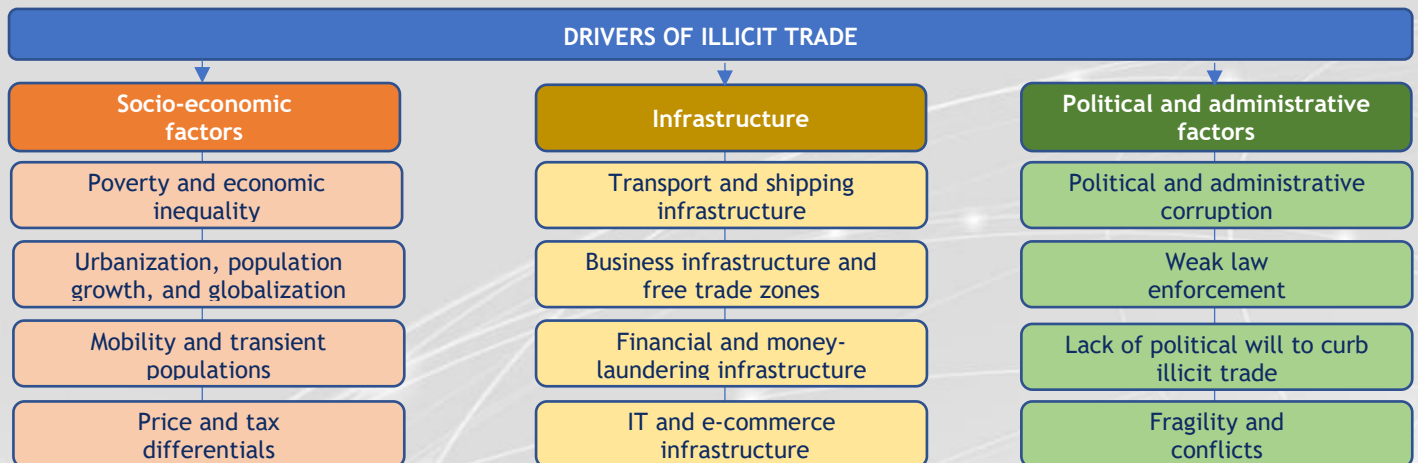 DRIVERS OF ILLICIT TRADE
Socio-economic
factors
Poverty and economic
inequality
Urbanization, population
growth, and globalization
Mobility and transient
populations
Price and tax
differentials
Infrastructure
Transport and shipping
infrastructure
Business infrastructure and
free trade zones
Financial and money-
laundering infrastructure
IT and e-commerce
infrastructure
Political and administrative
factors
Political and administrative
corruption
Weak law
enforcement
Lack of political will to curb
illicit trade
Fragility and
conflicts